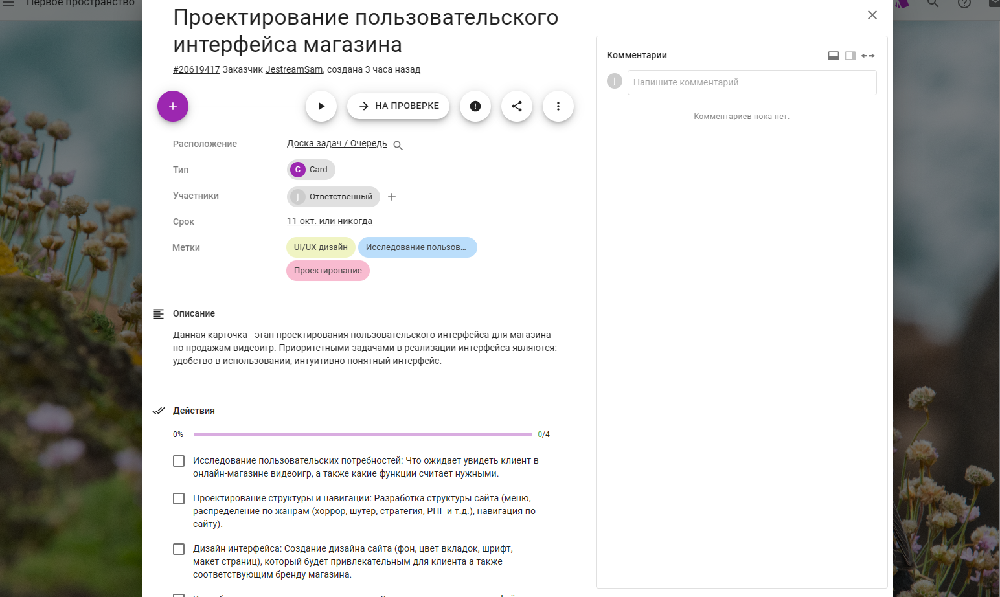 Первое пространство
Проектирование пользовательского
интерфейса магазина
#20619417 Заказчик JestreamSam, создана 3 часа назад
НА ПРОВЕРКЕ
Расположение
Доска задач / Очередь
Тип
C Card
Участники
J Ответственный
Срок
11 окт. или никогда
Метки
UI/UX дизайн
Исследование пользов...
Проектирование
Описание
Данная карточка - этап проектирования пользовательского интерфейса для магазина
по продажам видеоигр. Приоритетными задачами в реализации интерфейса являются:
удобство в использовании, интуитивно понятный интерфейс.
Действия
0%
0/4
Исследование пользовательских потребностей: Что ожидает увидеть клиент в
онлайн-магазине видеоигр, а также какие функции считает нужными.
Проектирование структуры и навигации: Разработка структуры сайта (меню,
распределение по жанрам (хоррор, шутер, стратегия, РПГ и т.д.), навигация по
сайту).
Дизайн интерфейса: Создание дизайна сайта (фон, цвет вкладок, шрифт,
макет страниц), который будет привлекательным для клиента а также
соответствующим бренду магазина.
Комментарии
J
Напишите комментарий
Комментариев пока нет.